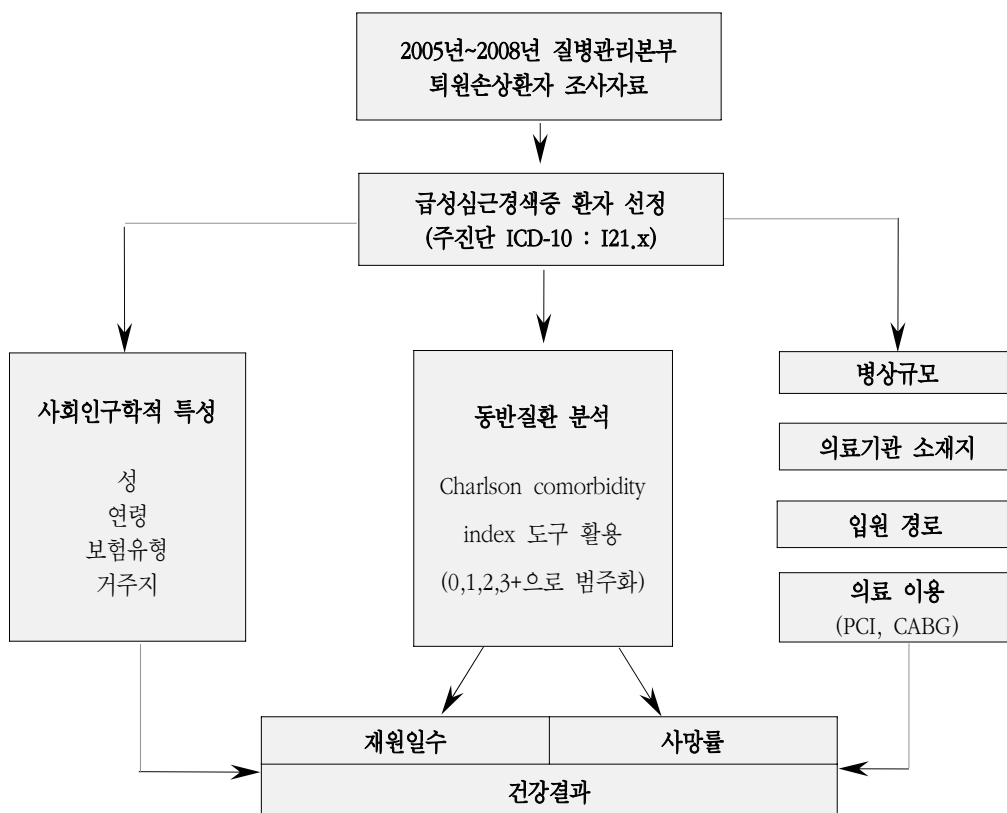 2005년~2008년 질병관리본부
퇴원손상환자 조사자료
급성심근경색증 환자 선정
(주진단 ICD-10 : I21.x)
사회인구학적 특성
성
연령
보험유형
거주지
동반질환 분석
Charlson comorbidity
index 도구 활용
(0,1,2,3+으로 범주화)
병상규모
의료기관 소재지
입원 경로
의료 이용
(PCI, CABG)
재원일수
사망률
건강결과